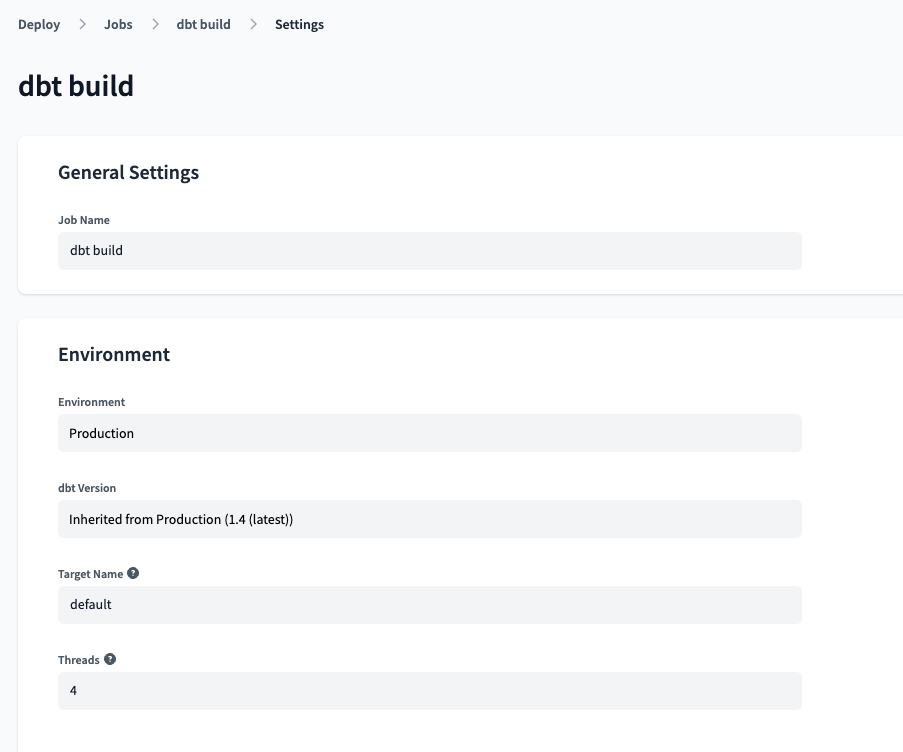 Deploy > Jobs > dbt build > Settings
dbt build
General Settings
Job Name
dbt build
Environment
Environment
Production
dbt Version
Inherited from Production (1.4 (latest))
Target Name ?
default
Threads ?
4